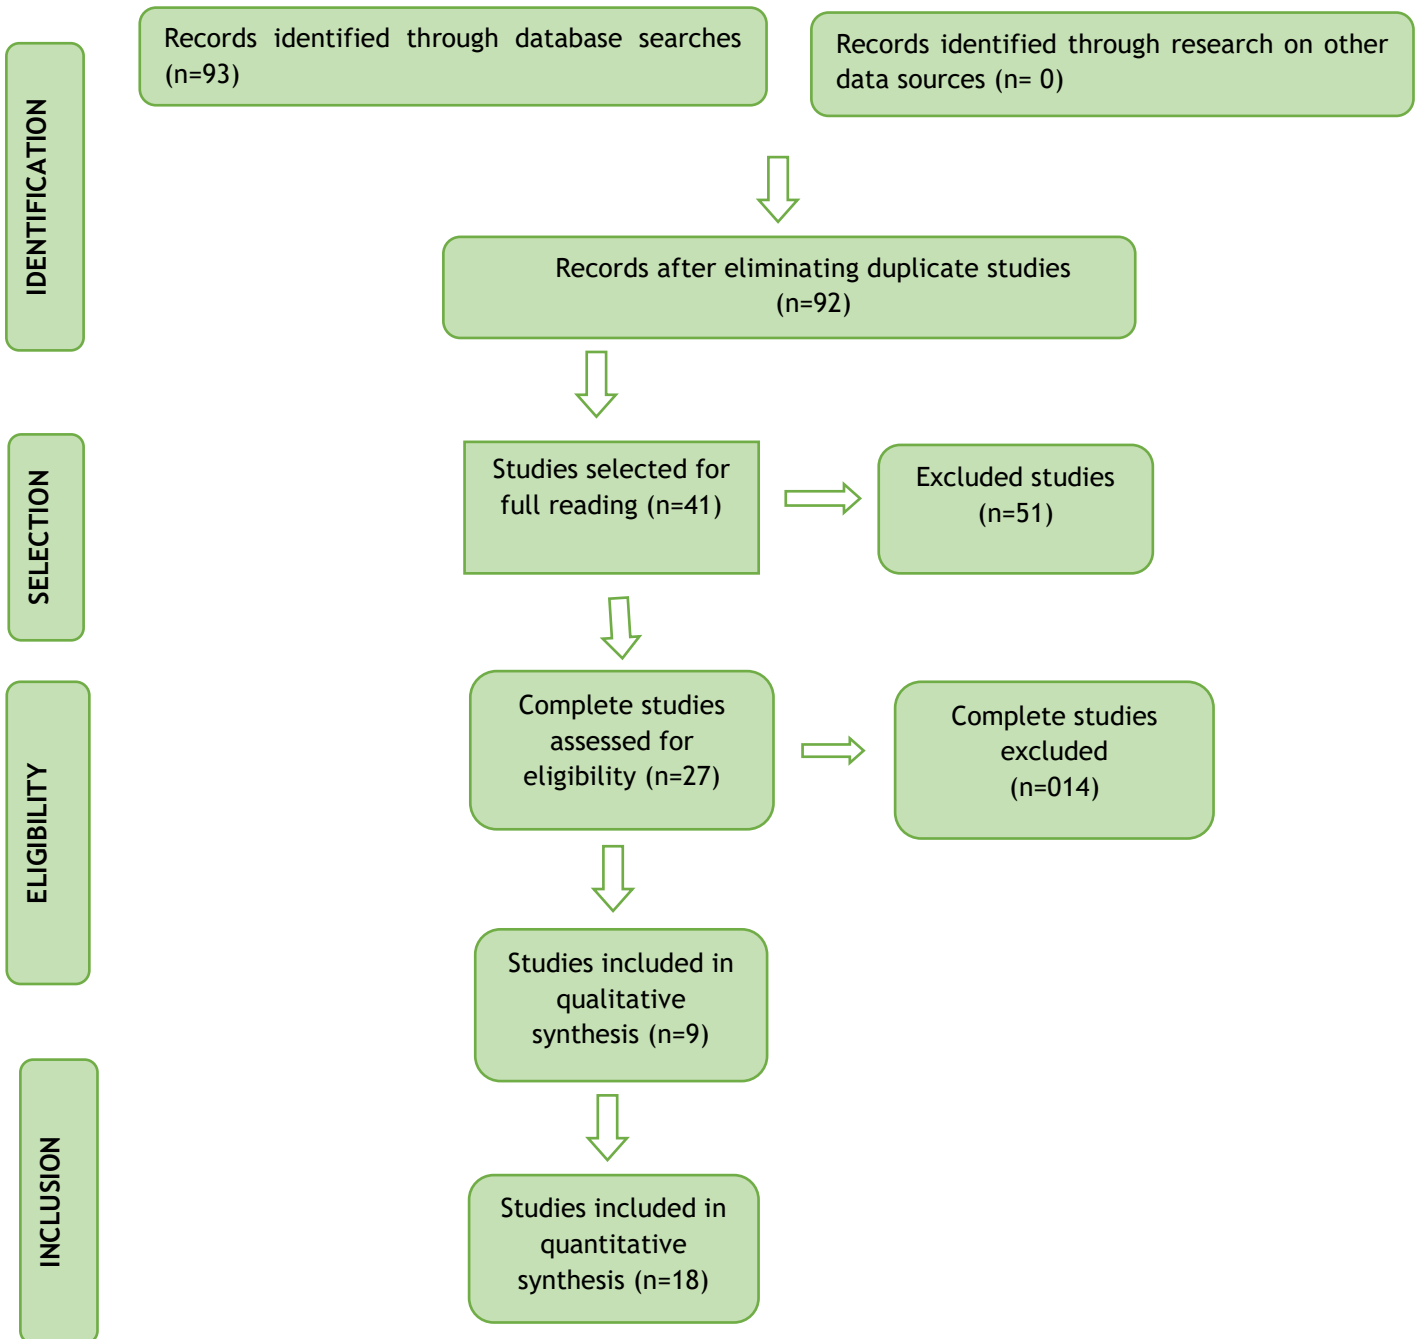 IDENTIFICATION
Records identified through database searches
(n=93)
Records identified through research on other
data sources (n= 0)
Records after eliminating duplicate studies
(n=92)
SELECTION
Studies selected for
full reading (n=41)
Excluded studies
(n=51)
ELIGIBILITY
Complete studies
assessed for
eligibility (n=27)
Complete studies
excluded
(n=014)
Studies included in
qualitative
synthesis (n=9)
INCLUSION
Studies included in
quantitative
synthesis (n=18)